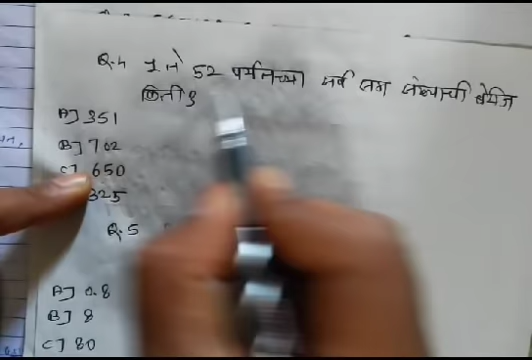 Q.4 1 ते 52 पर्यंतच्या सर्व सम संख्याची बेरीज
किती?
A] 351
B] 702
C] 650
325
Q.5
A] 0.8
B] 8
C] 80